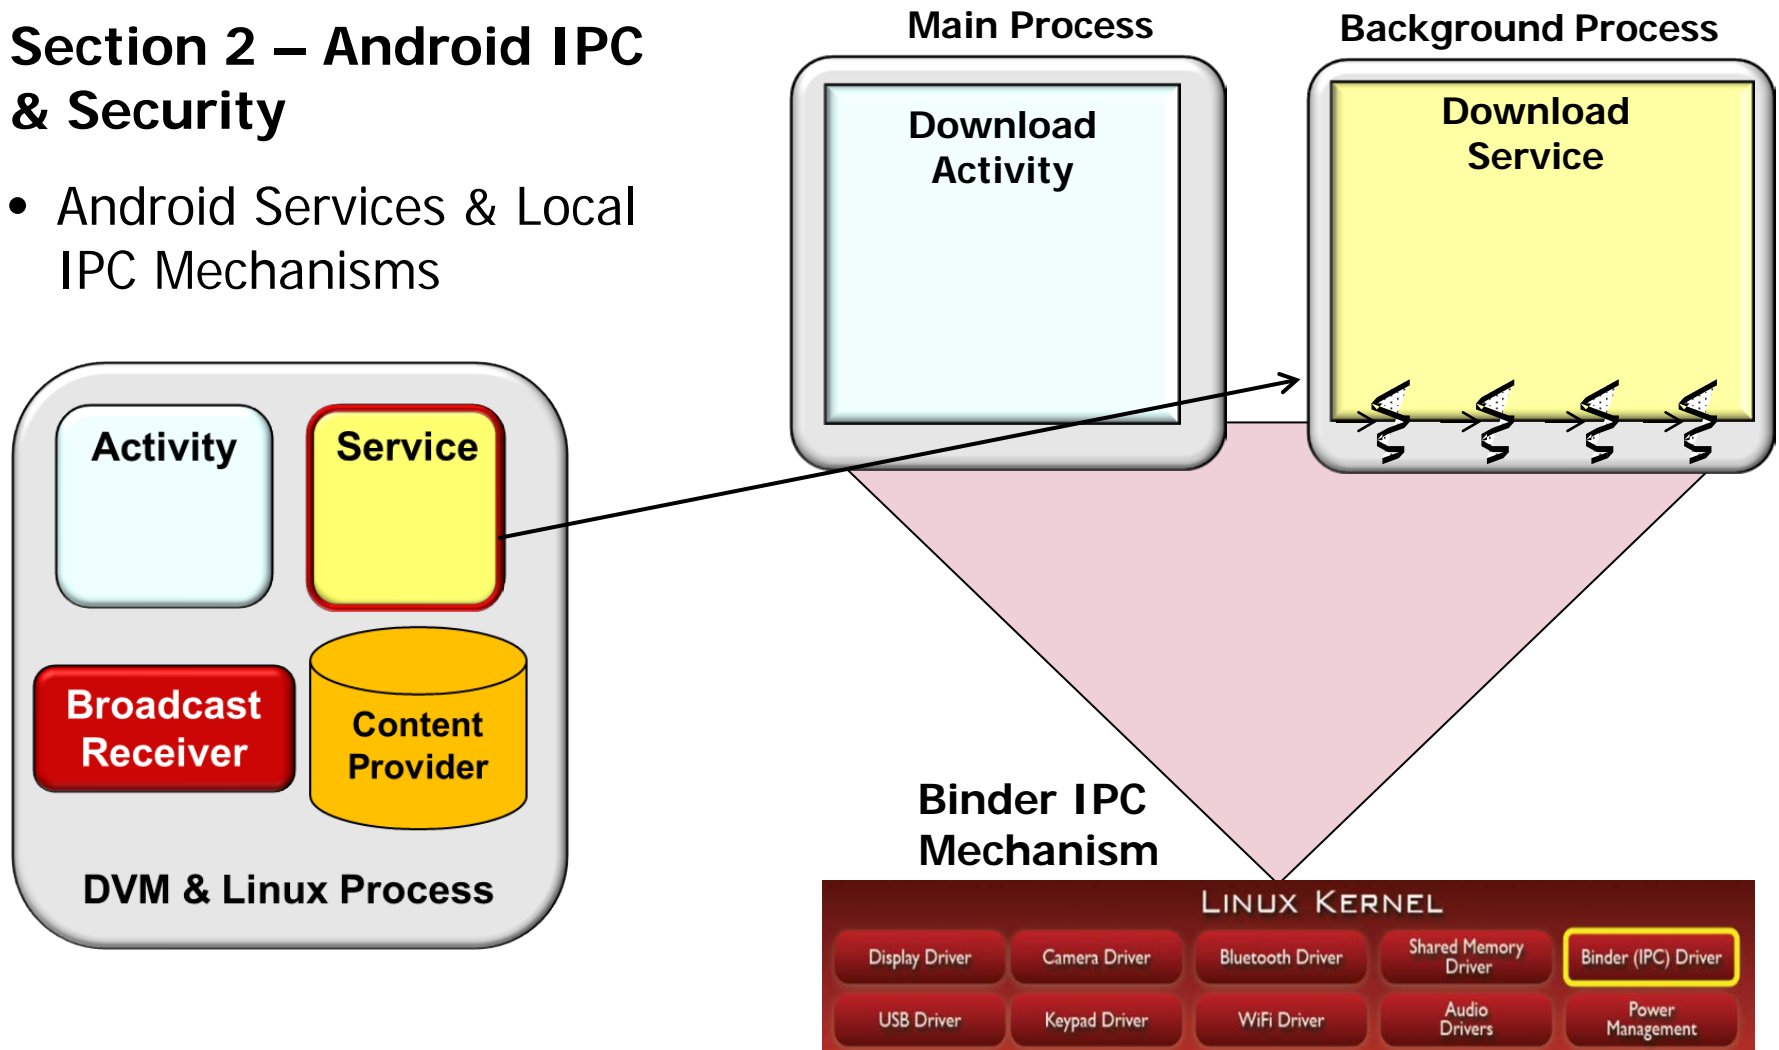 Section 2 – Android IPC
& Security
• Android Services & Local
IPC Mechanisms
Main Process
Background Process
Download
Activity
Download
Service
Activity
Service
Broadcast
Receiver
Content
Provider
DVM & Linux Process
Binder IPC
Mechanism
LINUX KERNEL
Display Driver
Camera Driver
Bluetooth Driver
Shared Memory
Driver
Binder (IPC) Driver
USB Driver
Keypad Driver
WiFi Driver
Audio
Drivers
Power
Management